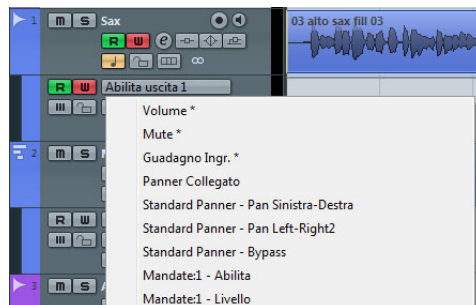 1 M S Sax
03 alto sax fill 03
R W e
R W Abilita uscita 1
Volume *
Mute *
Guadagno Ingr. *
Panner Collegato
2 M S
Standard Panner - Pan Sinistra-Destra
Standard Panner - Pan Left-Right2
R W
Standard Panner - Bypass
Mandate:1 - Abilita
3 M S
Mandate:1 - Livello